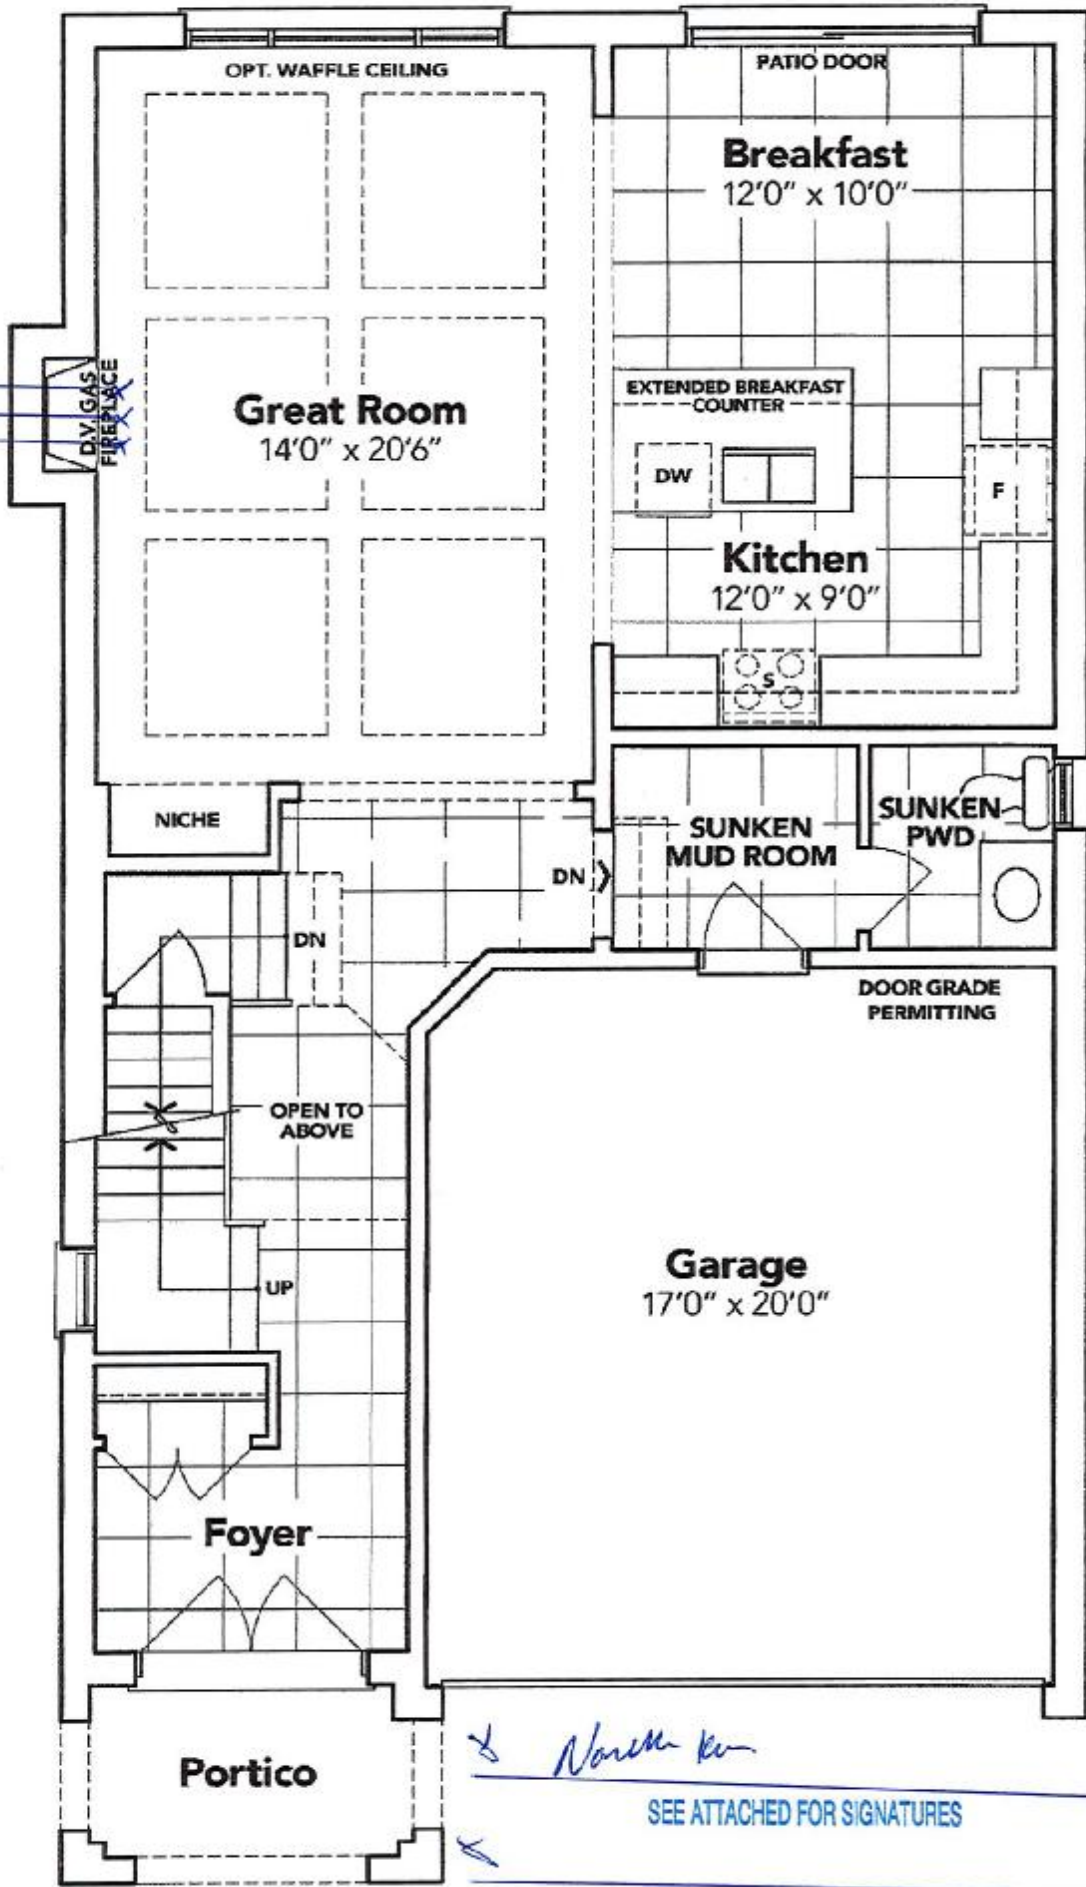 OPT. WAFFLE CEILING
PATIO DOOR
Breakfast
12'0" x 10'0"
D.V. GAS
FIREPLACE
Great Room
14'0" x 20'6"
EXTENDED BREAKFAST
COUNTER
DW
F
Kitchen
12'0" x 9'0"
S
NICHE
SUNKEN
MUD ROOM
SUNKEN
PWD
DN
DN
DOOR GRADE
PERMITTING
OPEN TO
ABOVE
UP
Garage
17'0" x 20'0"
Foyer
Portico
SEE ATTACHED FOR SIGNATURES